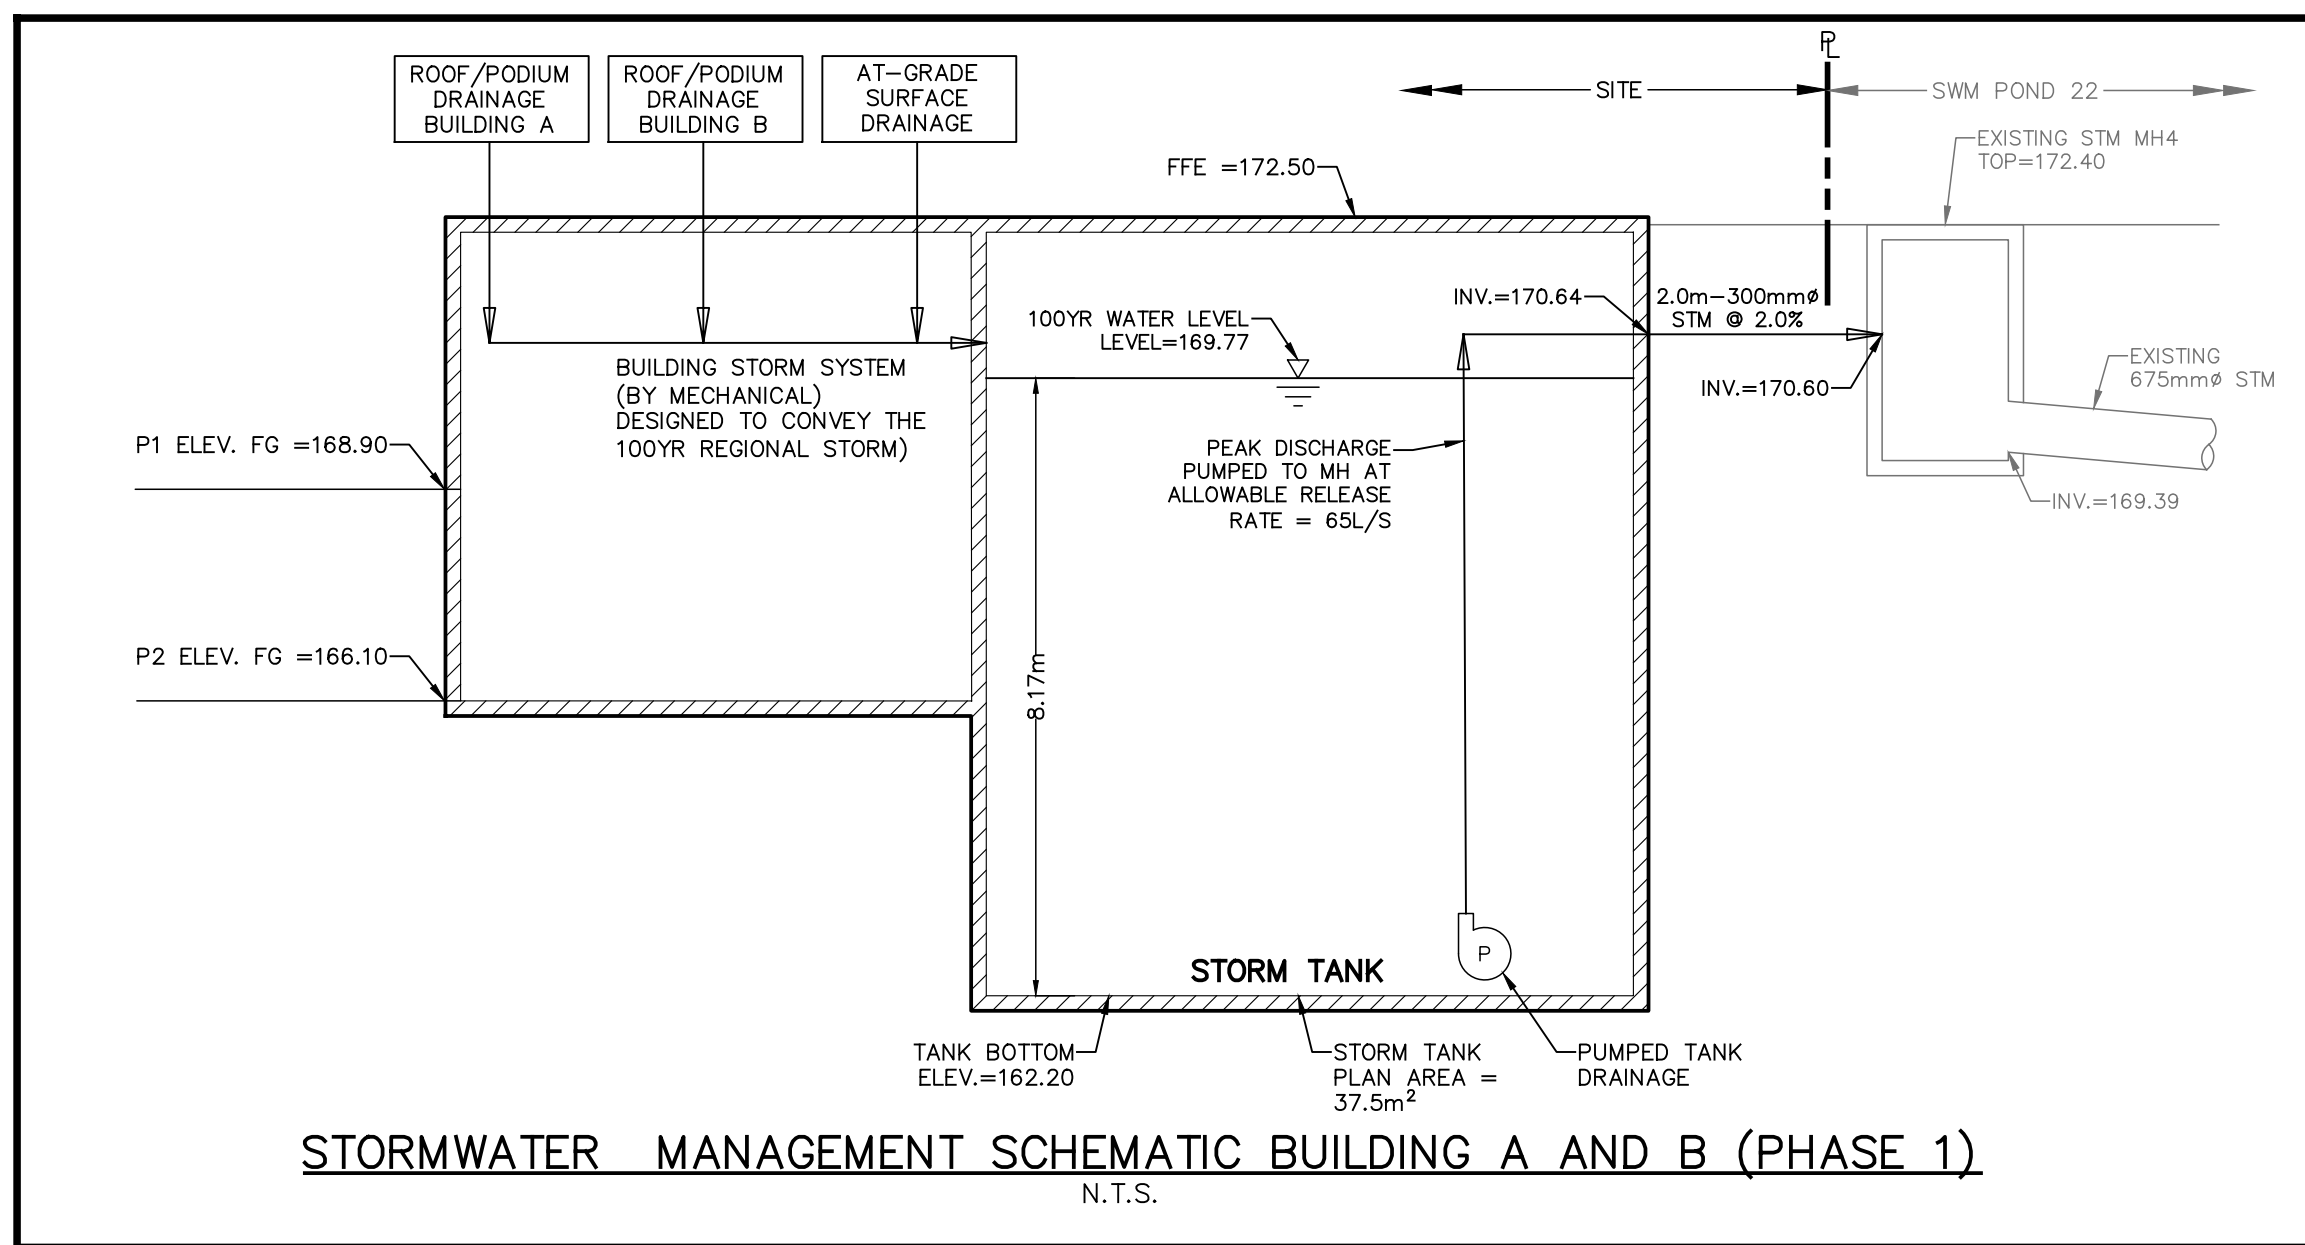 ROOF/PODIUM
DRAINAGE
BUILDING A
ROOF/PODIUM
DRAINAGE
BUILDING B
AT-GRADE
SURFACE
DRAINAGE
PL
SITE
SWM POND 22
EXISTING STM MH4
TOP=172.40
FFE =172.50
INV.=170.64
2.0m-300mmø
STM @ 2.0%
100YR WATER LEVEL
LEVEL=169.77
BUILDING STORM SYSTEM
(BY MECHANICAL)
DESIGNED TO CONVEY THE
100YR REGIONAL STORM)
INV.=170.60
EXISTING
675mmø STM
P1 ELEV. FG =168.90
PEAK DISCHARGE
PUMPED TO MH AT
ALLOWABLE RELEASE
RATE = 65L/S
INV.=169.39
P2 ELEV. FG =166.10
8.17m
P
STORM TANK
TANK BOTTOM
ELEV.=162.20
STORM TANK
PLAN AREA =
37.5m²
PUMPED TANK
DRAINAGE
STORMWATER MANAGEMENT SCHEMATIC BUILDING A AND B (PHASE 1)
N.T.S.